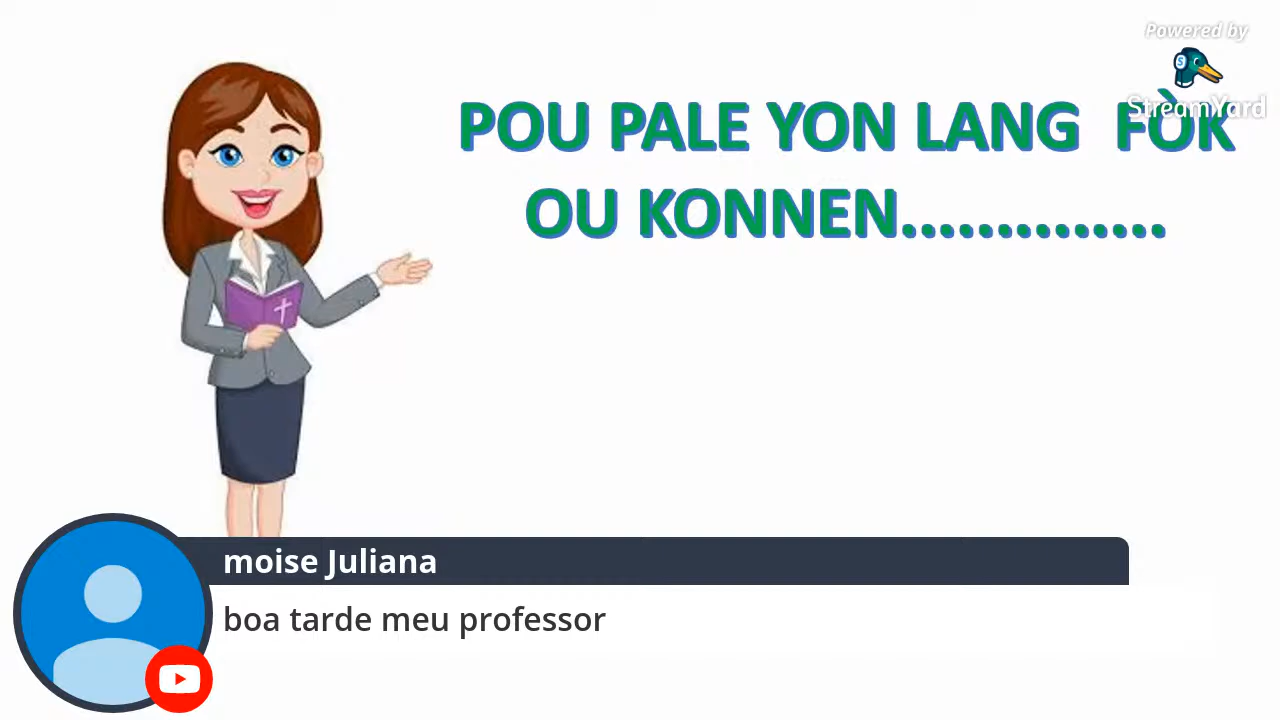 Powered by
StreamYard
POU PALE YON LANG FÒK
OU KONNEN..............
moise Juliana
boa tarde meu professor